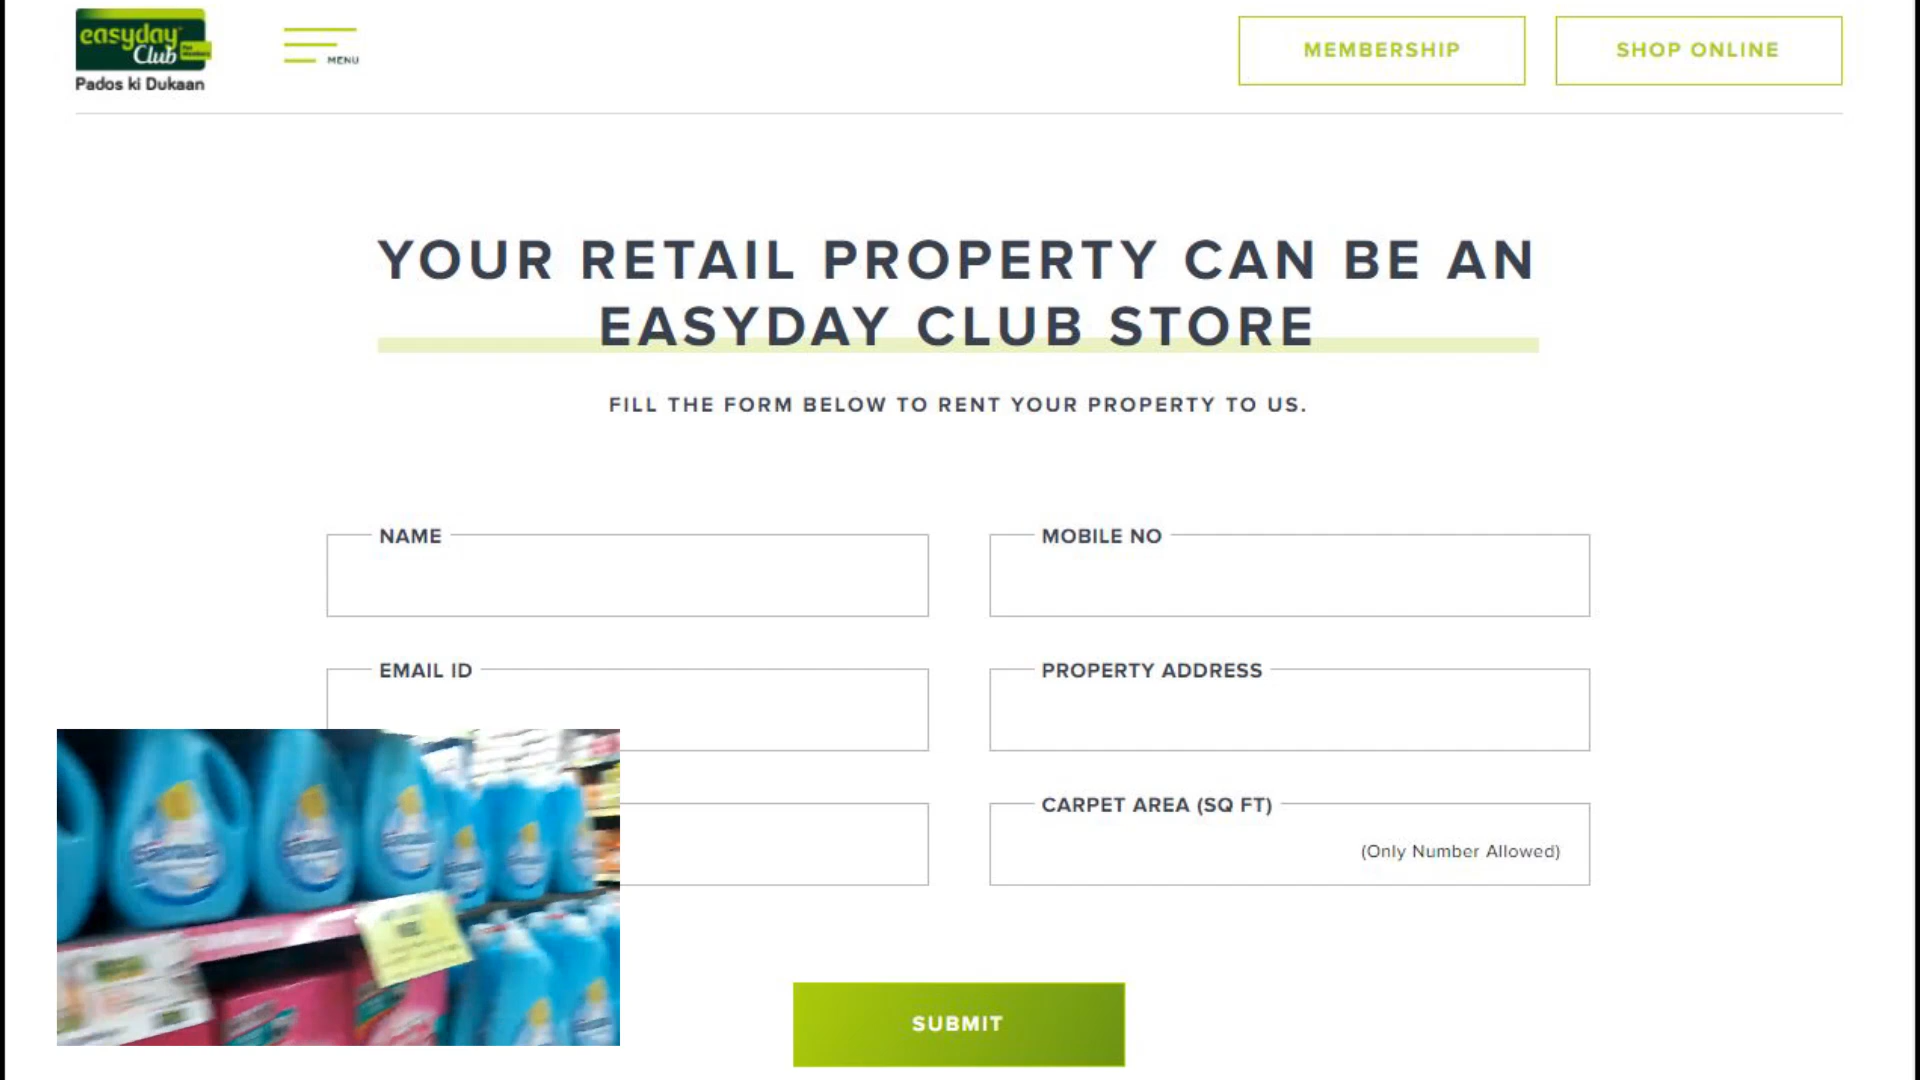 easyday
Club
Pados ki Dukaan
MENU
MEMBERSHIP
SHOP ONLINE
YOUR RETAIL PROPERTY CAN BE AN
EASYDAY CLUB STORE
FILL THE FORM BELOW TO RENT YOUR PROPERTY TO US.
NAME
MOBILE NO
EMAIL ID
PROPERTY ADDRESS
CARPET AREA (SQ FT)
(Only Number Allowed)
SUBMIT